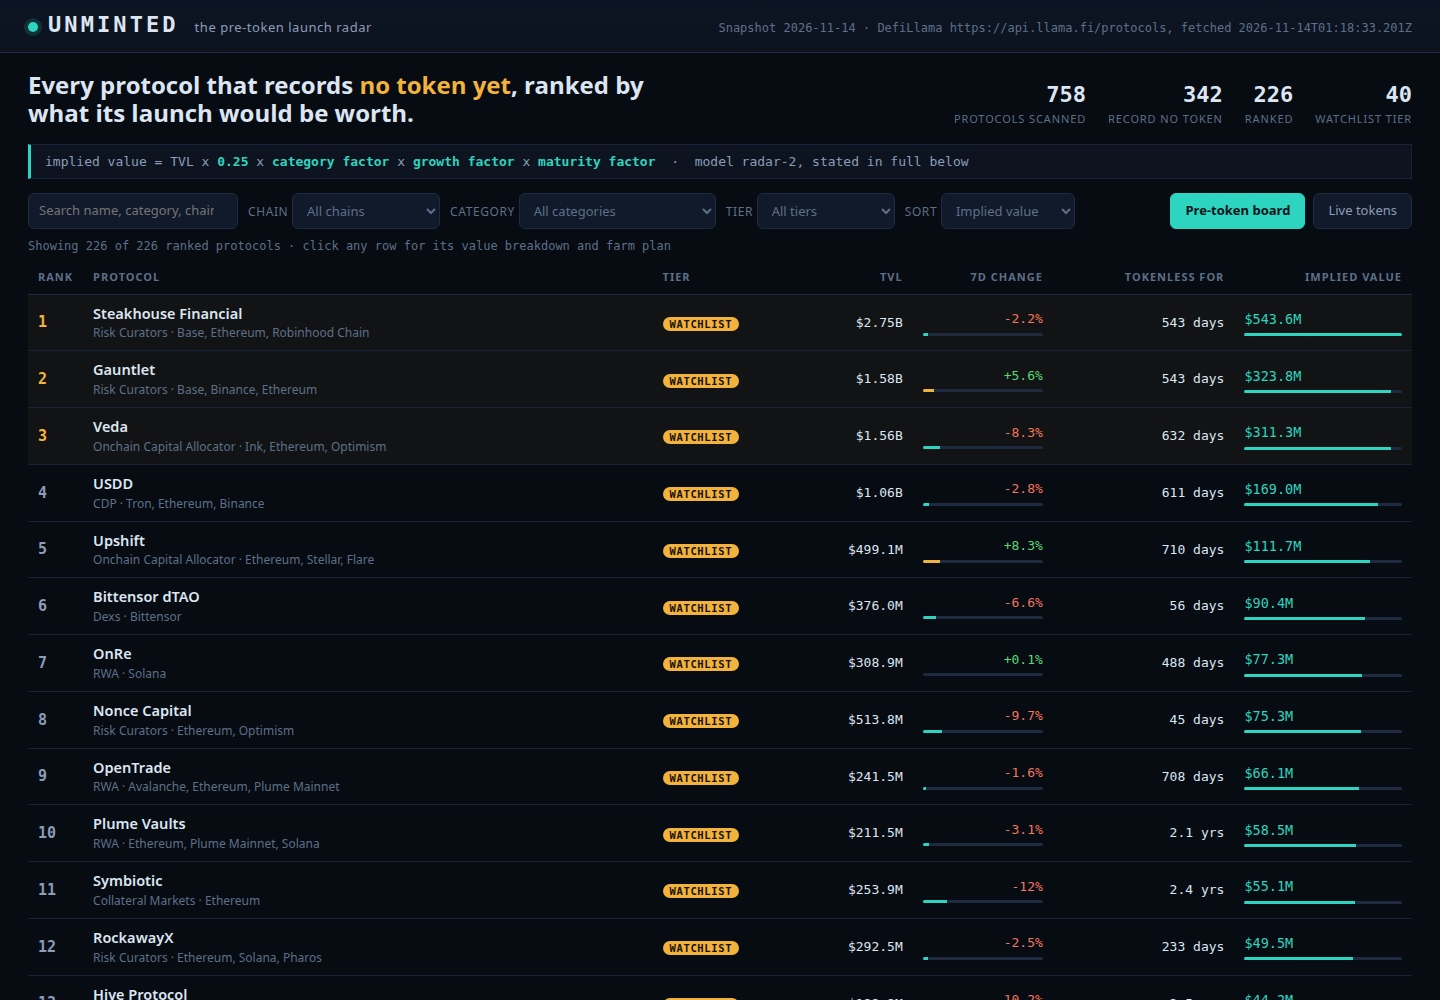 UNMINTED the pre-token launch radar Snapshot 2026-11-14 · DefiLlama https://api.llama.fi/protocols, fetched 2026-11-14T01:18:33.201Z
Every protocol that records no token yet, ranked by
what its launch would be worth.
758 342 226 40
PROTOCOLS SCANNED RECORD NO TOKEN RANKED WATCHLIST TIER
implied value = TVL x 0.25 x category factor x growth factor x maturity factor · model radar-2, stated in full below
Search name, category, chair CHAIN All chains CATEGORY All categories TIER All tiers SORT Implied value Pre-token board Live tokens
Showing 226 of 226 ranked protocols · click any row for its value breakdown and farm plan
RANK PROTOCOL TIER TVL 7D CHANGE TOKENLESS FOR IMPLIED VALUE
1 Steakhouse Financial WATCHLIST $2.75B -2.2% 543 days $543.6M
Risk Curators · Base, Ethereum, Robinhood Chain
2 Gauntlet WATCHLIST $1.58B +5.6% 543 days $323.8M
Risk Curators · Base, Binance, Ethereum
3 Veda WATCHLIST $1.56B -8.3% 632 days $311.3M
Onchain Capital Allocator · Ink, Ethereum, Optimism
4 USDD WATCHLIST $1.06B -2.8% 611 days $169.0M
CDP · Tron, Ethereum, Binance
5 Upshift WATCHLIST $499.1M +8.3% 710 days $111.7M
Onchain Capital Allocator · Ethereum, Stellar, Flare
6 Bittensor dTAO WATCHLIST $376.0M -6.6% 56 days $90.4M
Dexs · Bittensor
7 OnRe WATCHLIST $308.9M +0.1% 488 days $77.3M
RWA · Solana
8 Nonce Capital WATCHLIST $513.8M -9.7% 45 days $75.3M
Risk Curators · Ethereum, Optimism
9 OpenTrade WATCHLIST $241.5M -1.6% 708 days $66.1M
RWA · Avalanche, Ethereum, Plume Mainnet
10 Plume Vaults WATCHLIST $211.5M -3.1% 2.1 yrs $58.5M
RWA · Ethereum, Plume Mainnet, Solana
11 Symbiotic WATCHLIST $253.9M -12% 2.4 yrs $55.1M
Collateral Markets · Ethereum
12 RockawayX WATCHLIST $292.5M -2.5% 233 days $49.5M
Risk Curators · Ethereum, Solana, Pharos
Hive Protocol